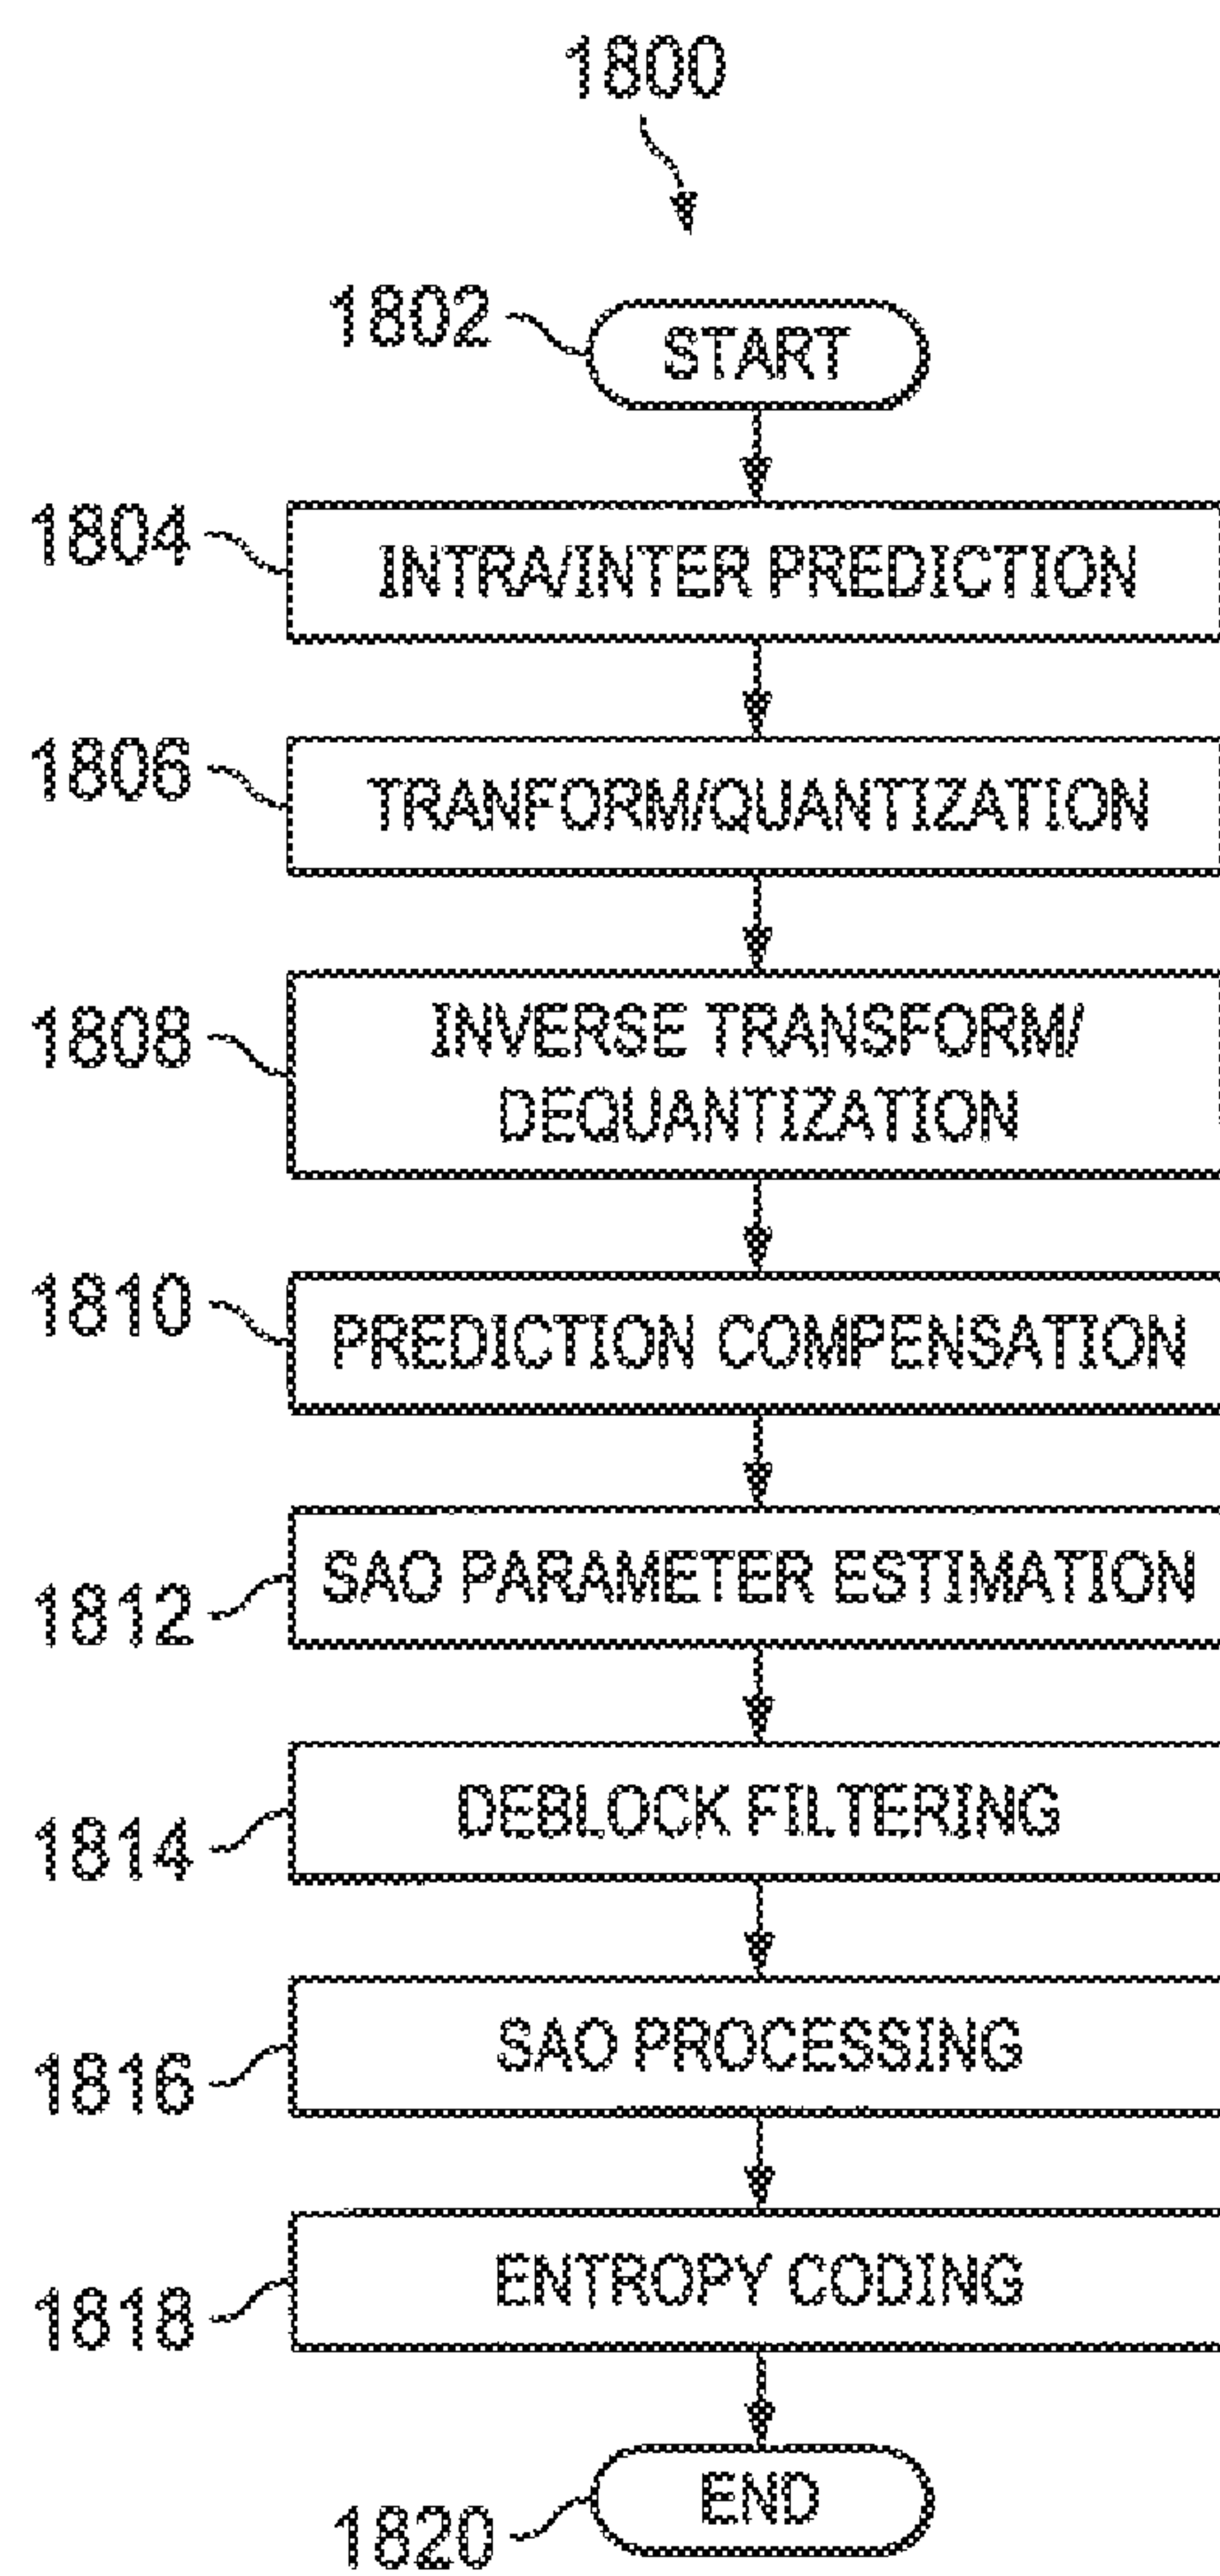 1800
1802 START
1804 INTRA/INTER PREDICTION
1806 TRANFORM/QUANTIZATION
1808 INVERSE TRANSFORM/
DEQUANTIZATION
1810 PREDICTION COMPENSATION
1812 SAO PARAMETER ESTIMATION
1814 DEBLOCK FILTERING
1816 SAO PROCESSING
1818 ENTROPY CODING
1820 END